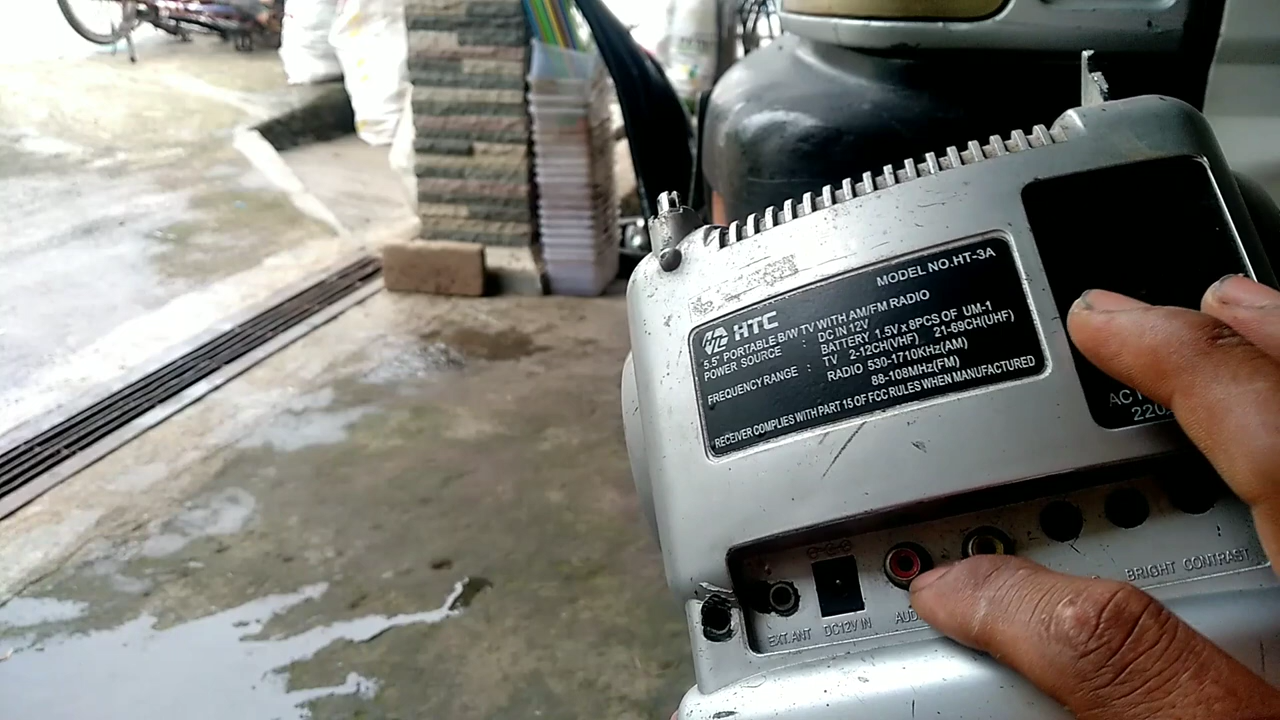 MODEL NO.HT-3A
HTC
5.5" PORTABLE B/W TV WITH AM/FM RADIO
POWER SOURCE : DC IN 12V
BATTERY 1.5V x 8PCS OF UM-1
FREQUENCY RANGE : TV 2-12CH(VHF) 21-69CH(UHF)
RADIO 530-1710KHz(AM)
88-108MHz(FM)
RECEIVER COMPLIES WITH PART 15 OF FCC RULES WHEN MANUFACTURED
AC
220
EXT. ANT DC12V IN BRIGHT CONTRAST